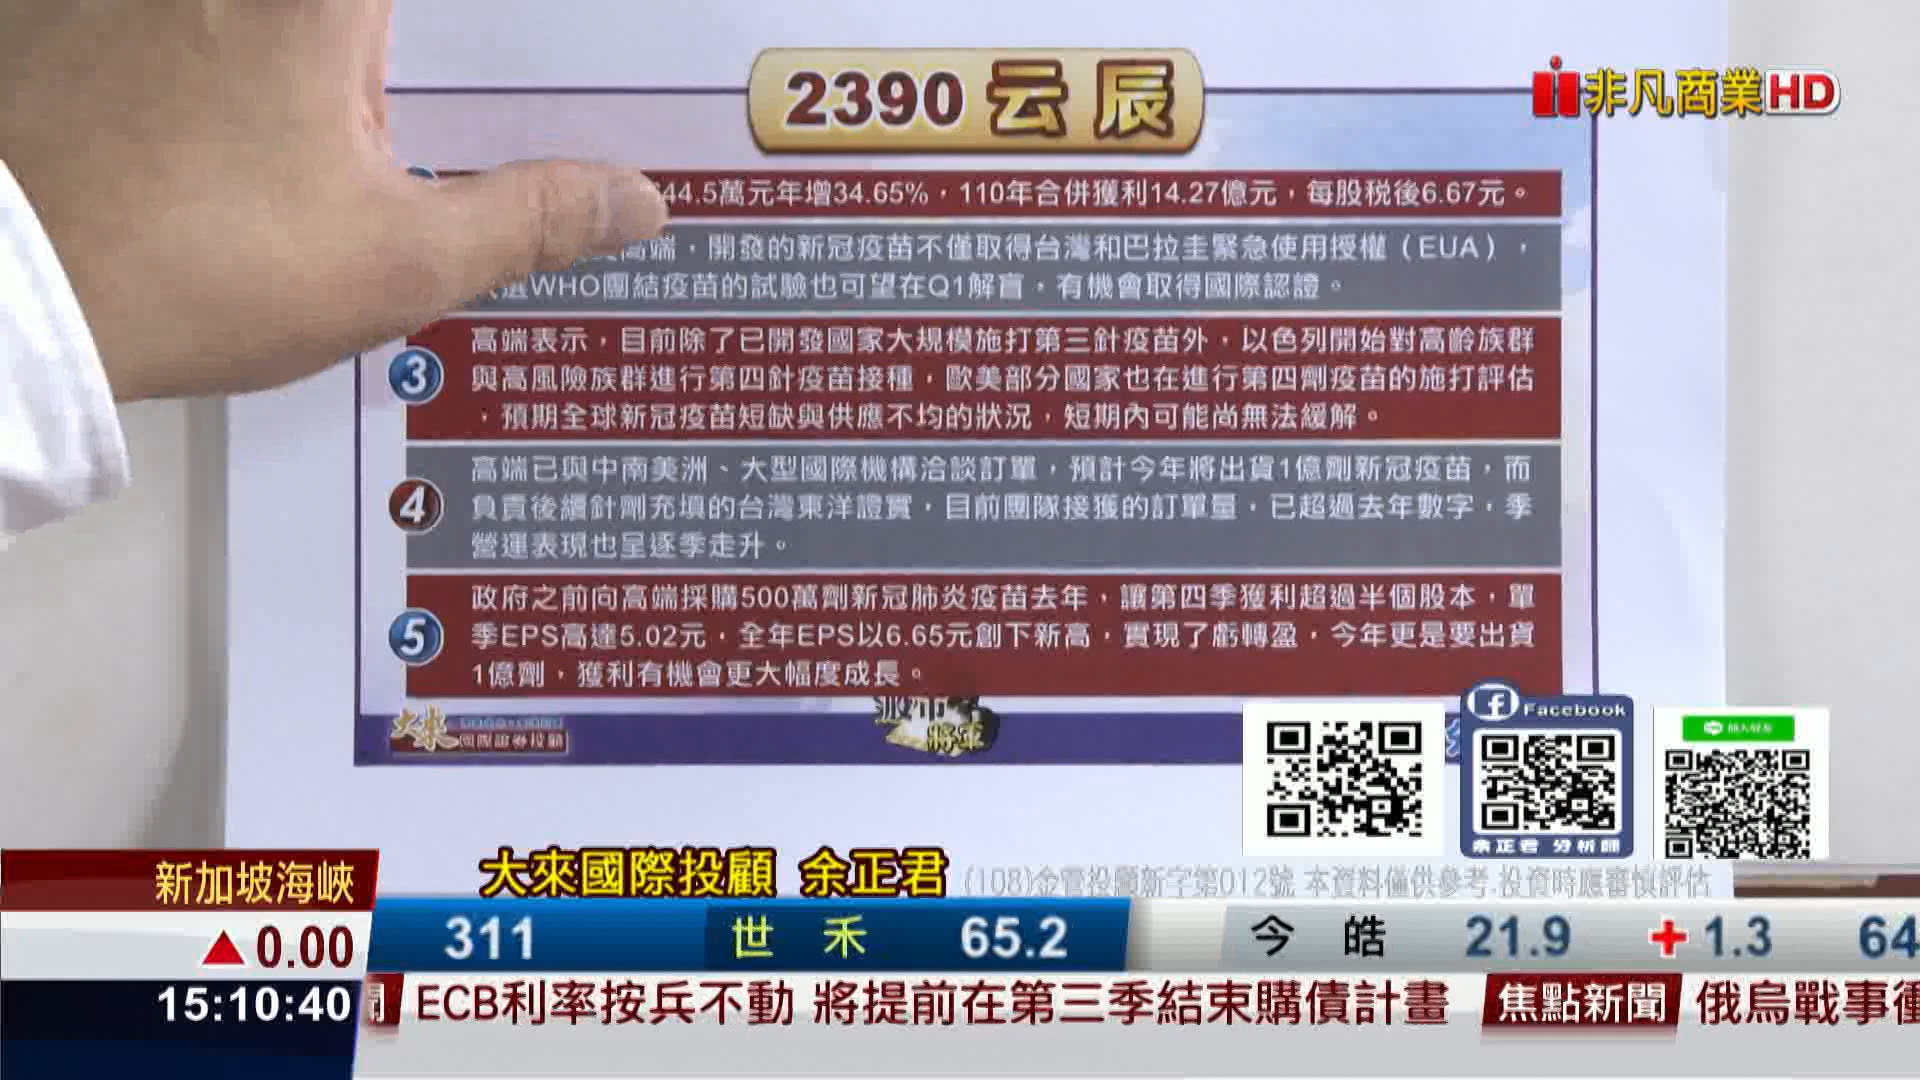 2390 云辰
非凡商業HD
44.5萬元年增34.65%，110年合併獲利14.27億元，每股稅後6.67元。
高端，開發的新冠疫苗不僅取得台灣和巴拉圭緊急使用授權（EUA），
選WHO團結疫苗的試驗也可望在Q1解盲，有機會取得國際認證。
3
高端表示，目前除了已開發國家大規模施打第三針疫苗外，以色列開始對高齡族群
與高風險族群進行第四針疫苗接種，歐美部分國家也在進行第四劑疫苗的施打評估
，預期全球新冠疫苗短缺與供應不均的狀況，短期內可能尚無法緩解。
4
高端已與中南美洲、大型國際機構洽談訂單，預計今年將出貨1億劑新冠疫苗，而
負責後續針劑充填的台灣東洋證實，目前團隊接獲的訂單量，已超過去年數字，季
營運表現也呈逐季走升。
5
政府之前向高端採購500萬劑新冠肺炎疫苗去年，讓第四季獲利超過半個股本，單
季EPS高達5.02元，全年EPS以6.65元創下新高，實現了虧轉盈，今年更是要出貨
1億劑，獲利有機會更大幅度成長。
大來
國際證券投顧
將軍
Facebook
余正君 分析師
加入好友
大來國際投顧 余正君
(108)金管投顧新字第012號 本資料僅供參考.投資時應審慎評估
新加坡海峽
▲0.00
15:10:40
311 世禾 65.2 今皓 21.9 +1.3 64
ECB利率按兵不動 將提前在第三季結束購債計畫 焦點新聞 俄烏戰事衝